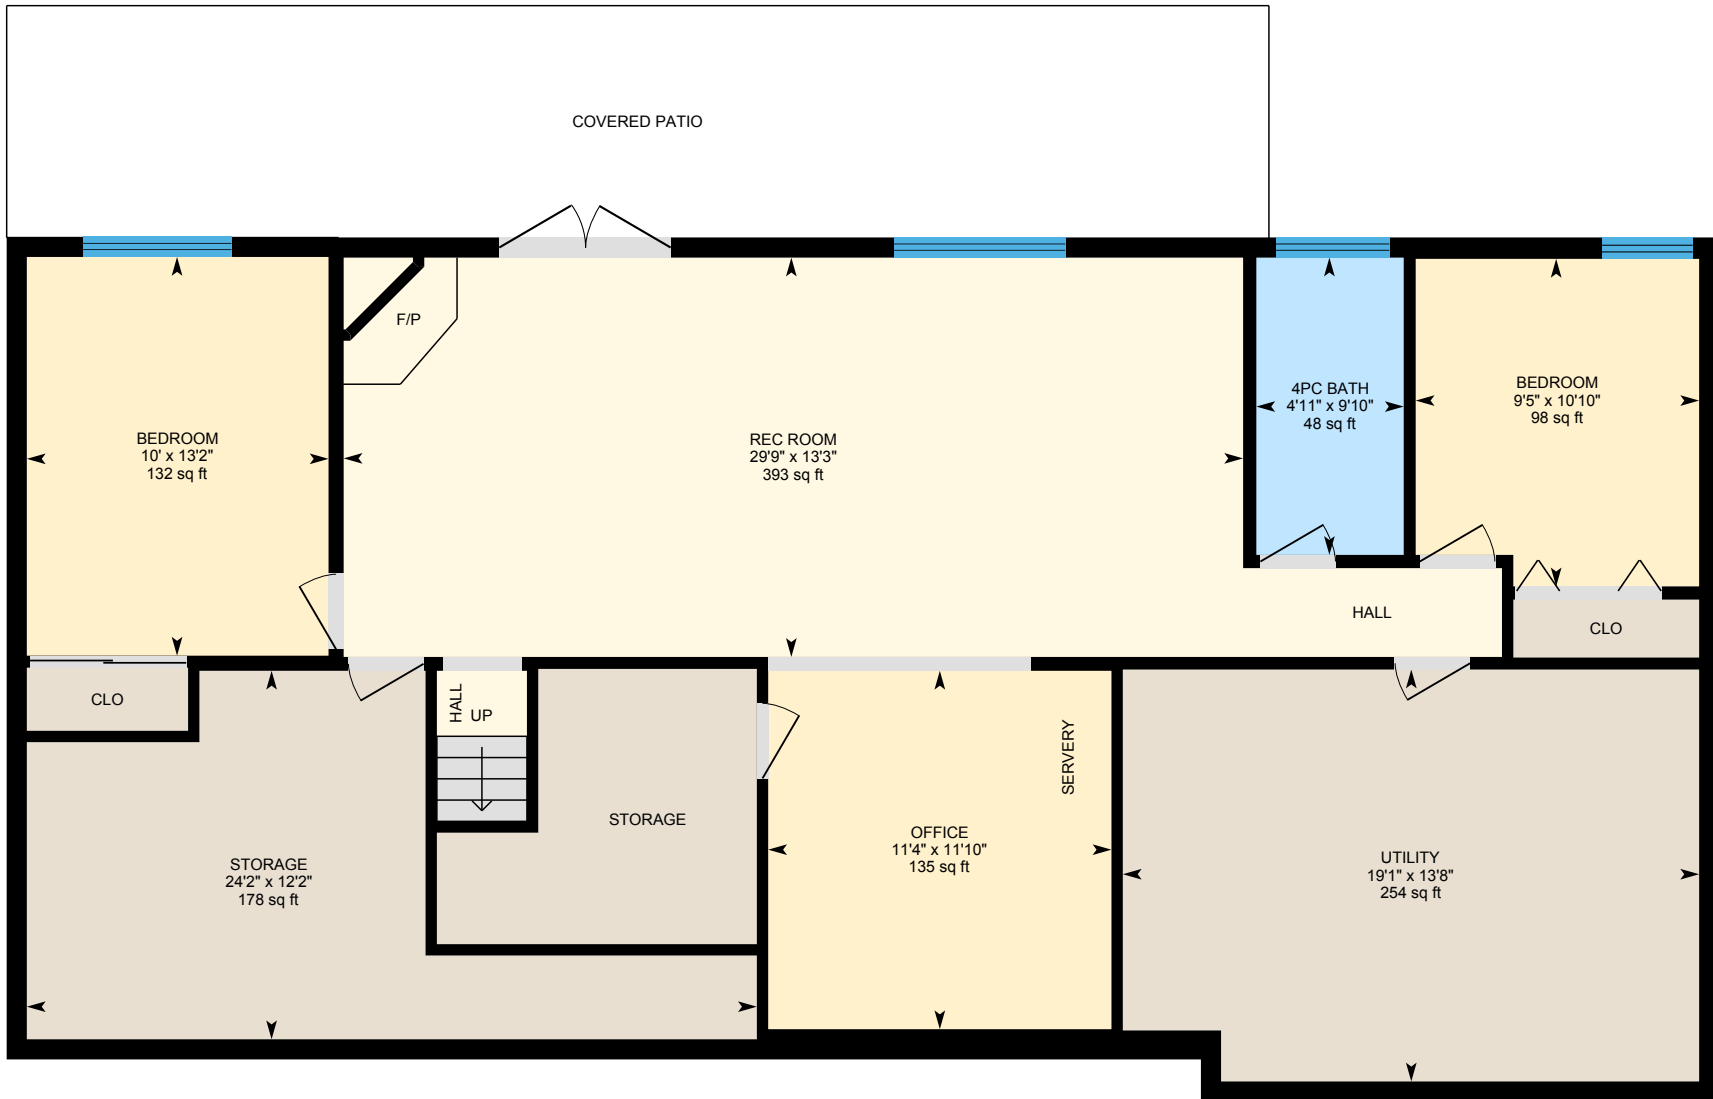 COVERED PATIO
F/P
BEDROOM
10' x 13'2"
132 sq ft
REC ROOM
29'9" x 13'3"
393 sq ft
4PC BATH
4'11" x 9'10"
48 sq ft
BEDROOM
9'5" x 10'10"
98 sq ft
HALL
CLO
CLO
HALL
UP
SERVERY
STORAGE
OFFICE
11'4" x 11'10"
135 sq ft
STORAGE
24'2" x 12'2"
178 sq ft
UTILITY
19'1" x 13'8"
254 sq ft